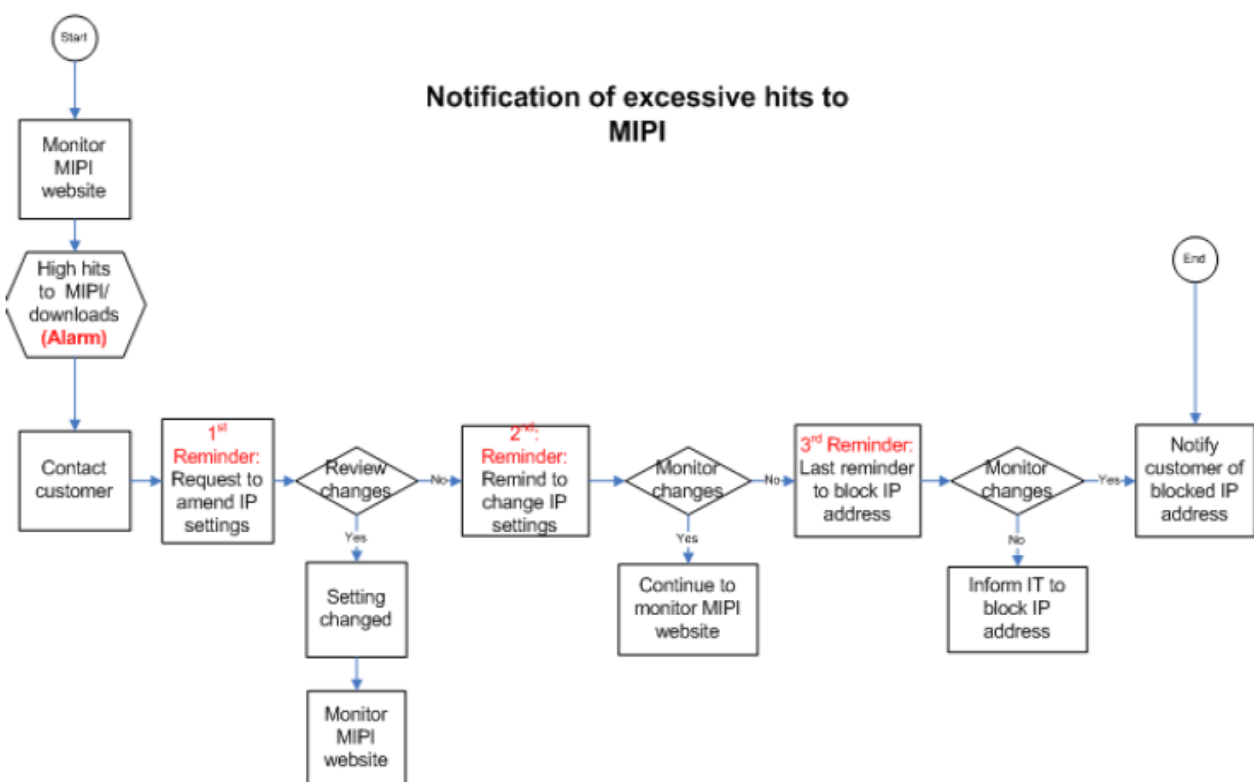 Start
Notification of excessive hits to
MIPI
Monitor
MIPI
website
High hits
to MIPI/
downloads
(Alarm)
End
Contact
customer
1st
Reminder:
Request to
amend IP
settings
Review
changes
No
2nd:
Reminder:
Remind to
change IP
settings
Monitor
changes
No
3rd Reminder:
Last reminder
to block IP
address
Monitor
changes
Yes
Notify
customer of
blocked IP
address
Yes
Setting
changed
Monitor
MIPI
website
Yes
Continue to
monitor MIPI
website
No
Inform IT to
block IP
address